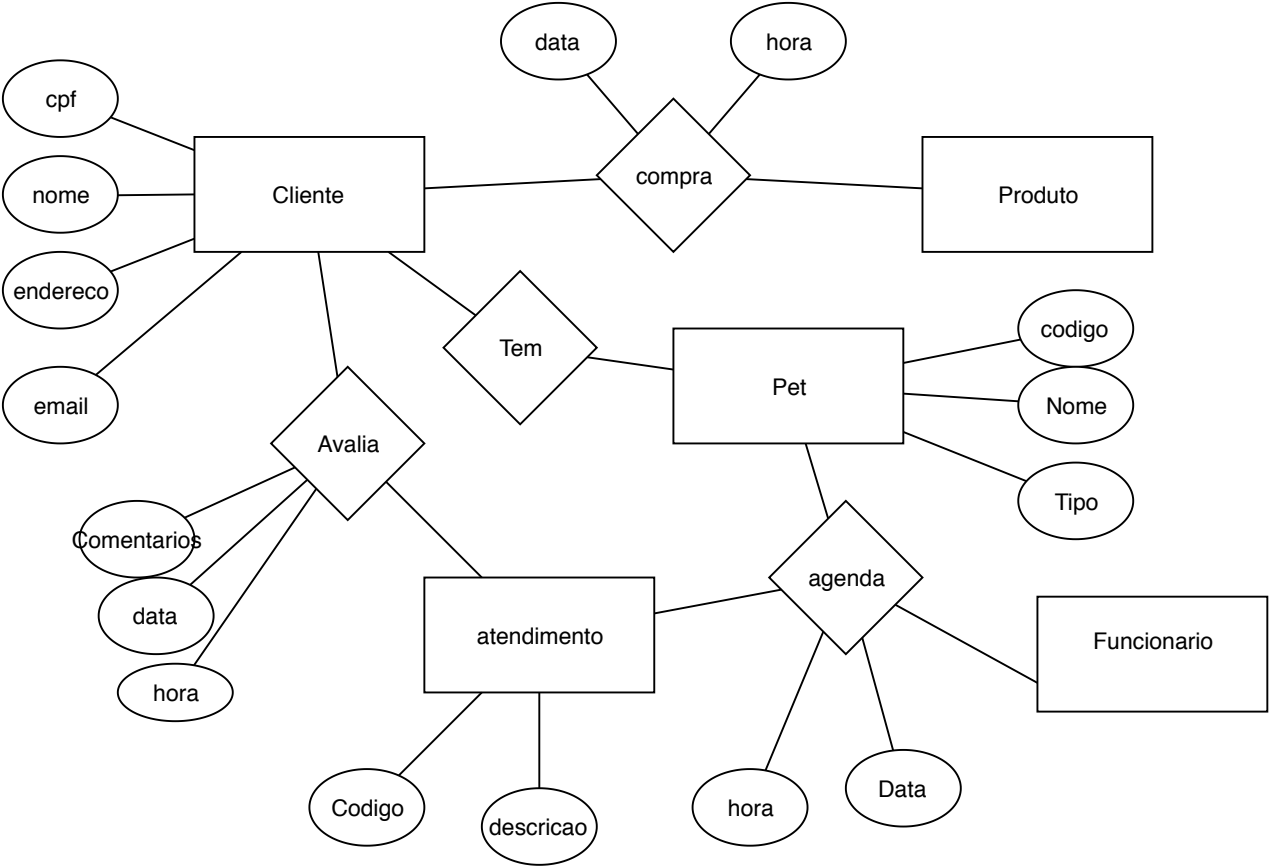 data
hora
cpf
compra
nome
Cliente
Produto
endereco
codigo
Tem
Pet
email
Nome
Avalia
Tipo
Comentarios
agenda
data
atendimento
Funcionario
hora
Codigo
hora
Data
descricao